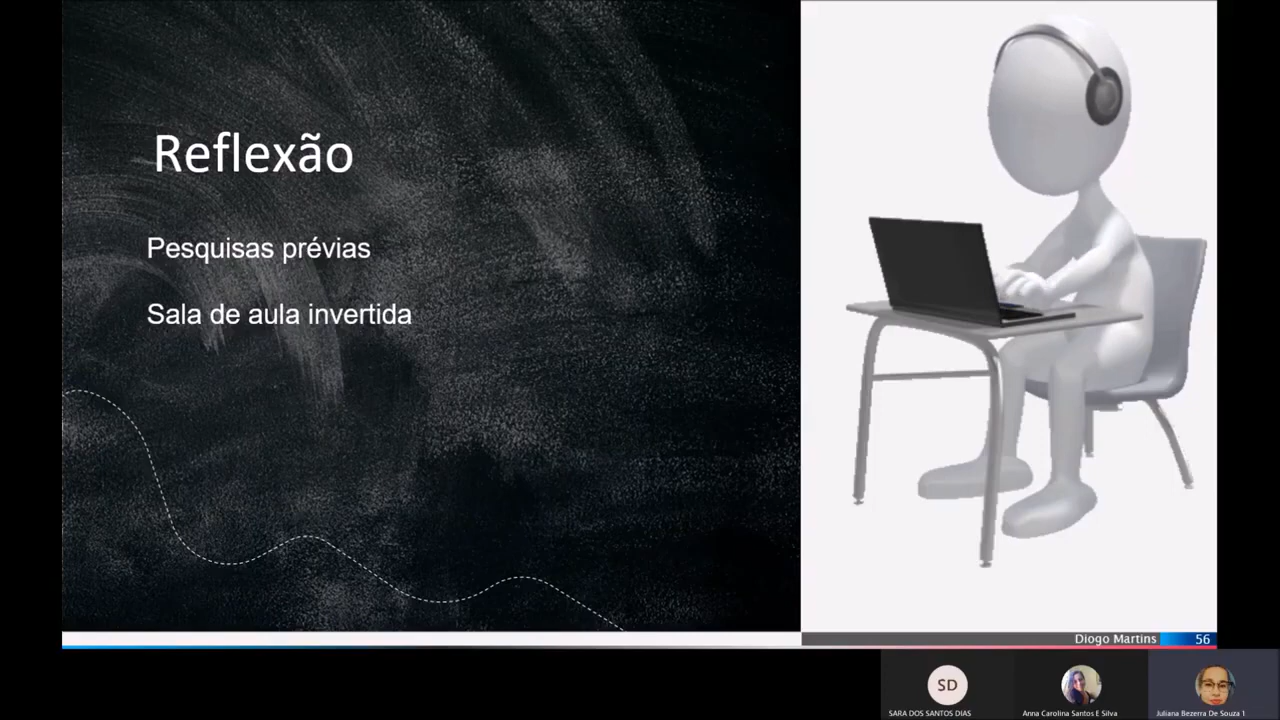 Reflexão
Pesquisas prévias
Sala de aula invertida
Diogo Martins
56
SD
SARA DOS SANTOS DIAS
Anna Carolina Santos E Silva
Juliana Bezerra De Souza 1